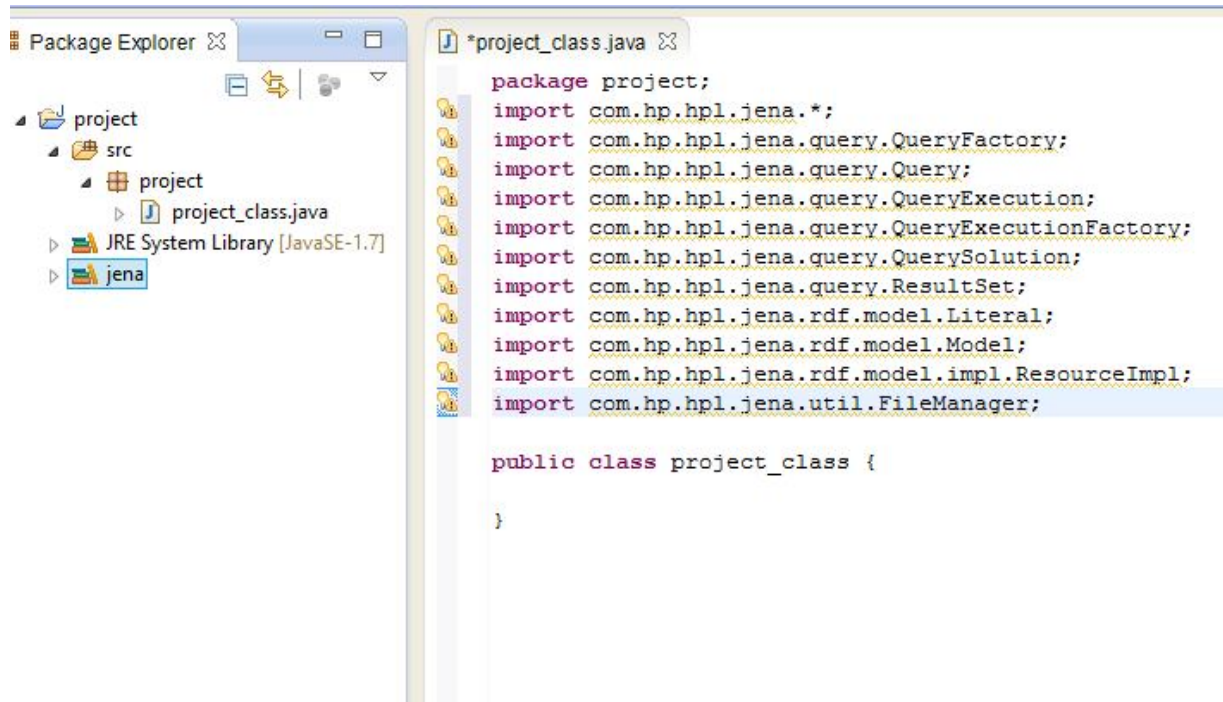 Package Explorer
project
src
project
project_class.java
JRE System Library [JavaSE-1.7]
jena
*project_class.java
package project;
import com.hp.hpl.jena.*;
import com.hp.hpl.jena.query.QueryFactory;
import com.hp.hpl.jena.query.Query;
import com.hp.hpl.jena.query.QueryExecution;
import com.hp.hpl.jena.query.QueryExecutionFactory;
import com.hp.hpl.jena.query.QuerySolution;
import com.hp.hpl.jena.query.ResultSet;
import com.hp.hpl.jena.rdf.model.Literal;
import com.hp.hpl.jena.rdf.model.Model;
import com.hp.hpl.jena.rdf.model.impl.ResourceImpl;
import com.hp.hpl.jena.util.FileManager;
public class project_class {
}